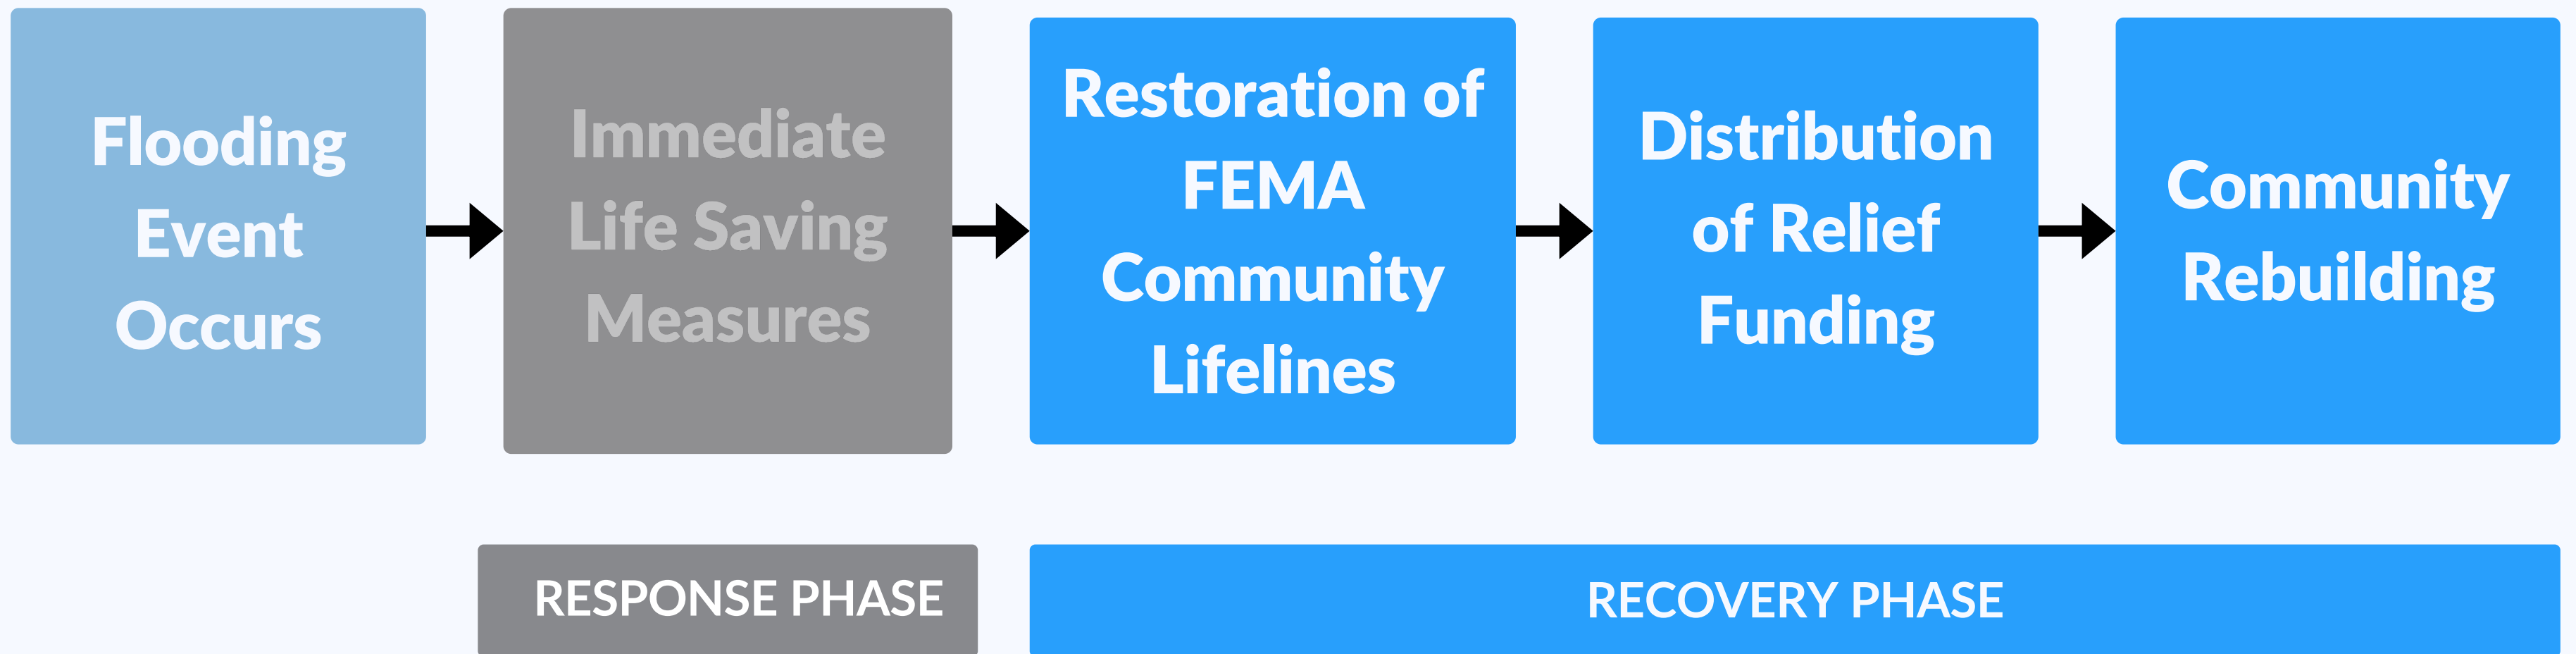 Flooding
Event
Occurs
Immediate
Life Saving
Measures
Restoration of
FEMA
Community
Lifelines
Distribution
of Relief
Funding
Community
Rebuilding
RESPONSE PHASE
RECOVERY PHASE